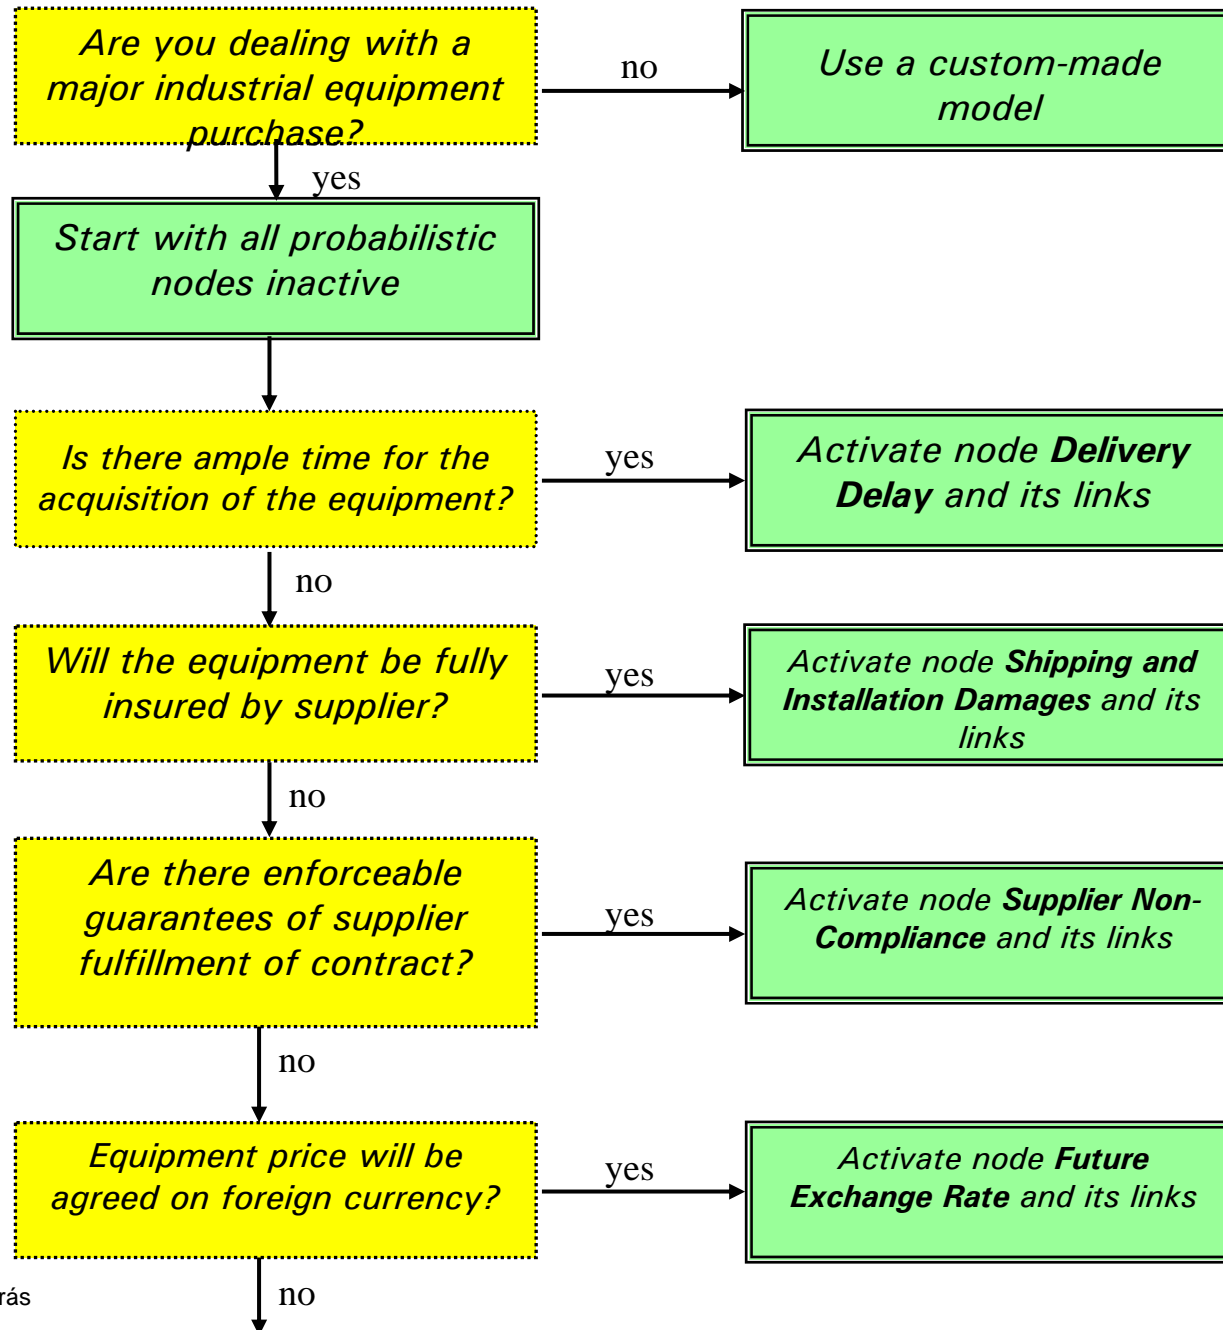 Are you dealing with a
major industrial equipment
purchase?
no
Use a custom-made
model
yes
Start with all probabilistic
nodes inactive
Is there ample time for the
acquisition of the equipment?
yes
Activate node Delivery
Delay and its links
no
Will the equipment be fully
insured by supplier?
yes
Activate node Shipping and
Installation Damages and its
links
no
Are there enforceable
guarantees of supplier
fulfillment of contract?
yes
Activate node Supplier Non-
Compliance and its links
no
Equipment price will be
agreed on foreign currency?
yes
Activate node Future
Exchange Rate and its links
no
rás